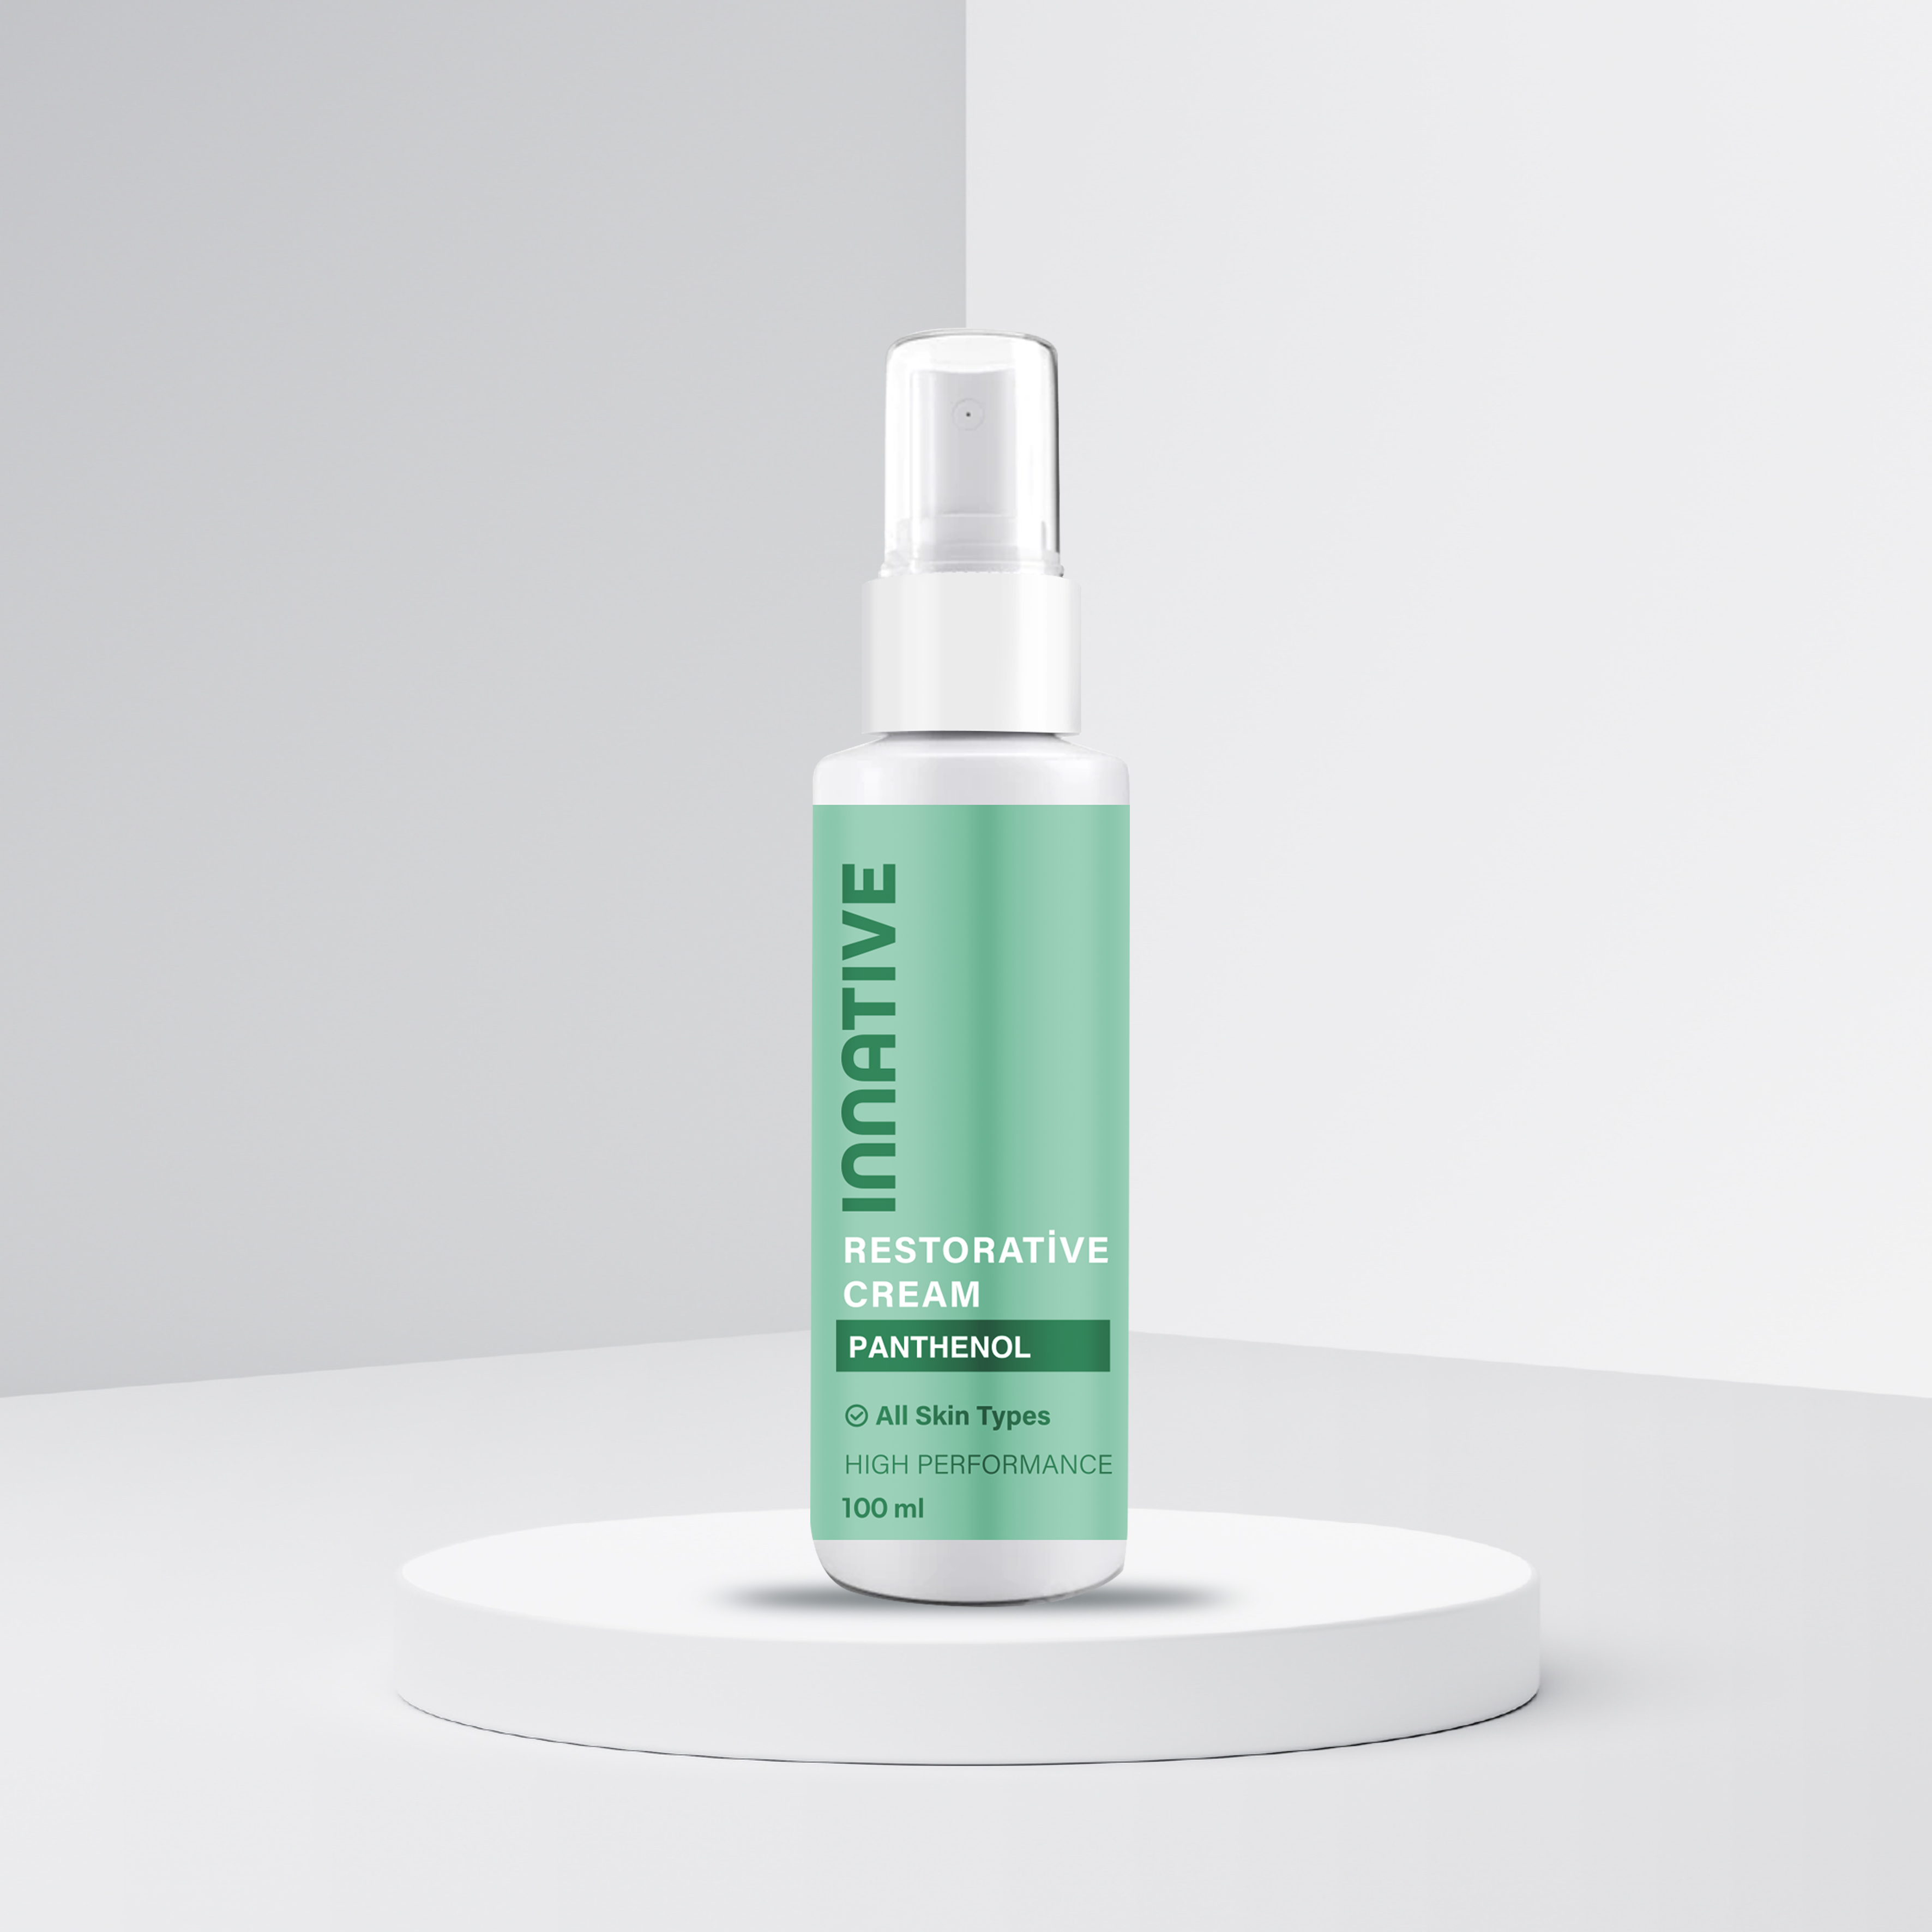 INNATIVE
RESTORATİVE
CREAM
PANTHENOL
All Skin Types
HIGH PERFORMANCE
100 ml